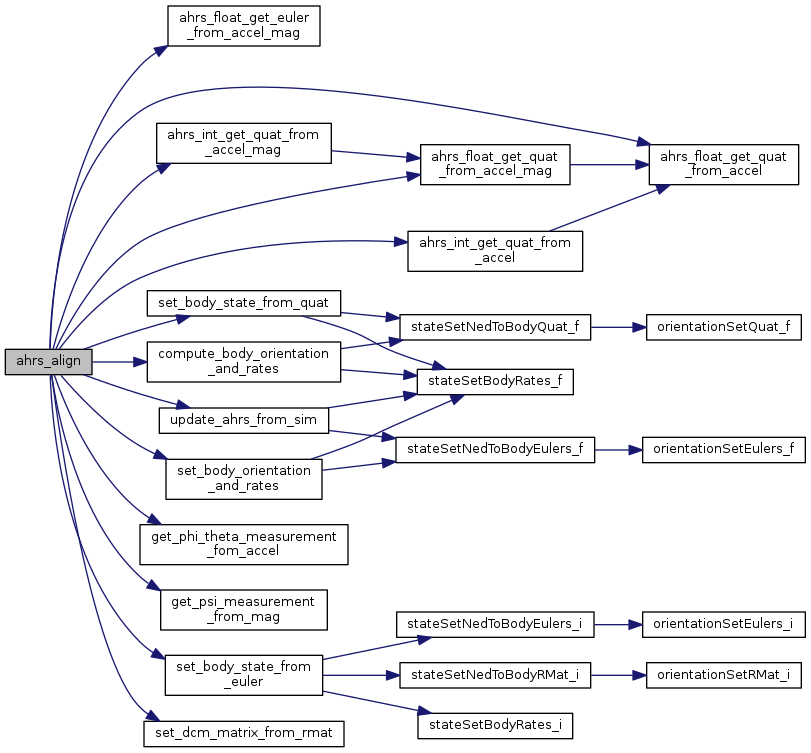 ahrs_float_get_euler
_from_accel_mag
ahrs_int_get_quat_from
_accel_mag
ahrs_float_get_quat
_from_accel_mag
ahrs_float_get_quat
_from_accel
ahrs_int_get_quat_from
_accel
set_body_state_from_quat
stateSetNedToBodyQuat_f
orientationSetQuat_f
ahrs_align
compute_body_orientation
_and_rates
stateSetBodyRates_f
update_ahrs_from_sim
stateSetNedToBodyEulers_f
orientationSetEulers_f
set_body_orientation
_and_rates
get_phi_theta_measurement
_fom_accel
get_psi_measurement
_from_mag
stateSetNedToBodyEulers_i
orientationSetEulers_i
set_body_state_from
_euler
stateSetNedToBodyRMat_i
orientationSetRMat_i
stateSetBodyRates_i
set_dcm_matrix_from_rmat